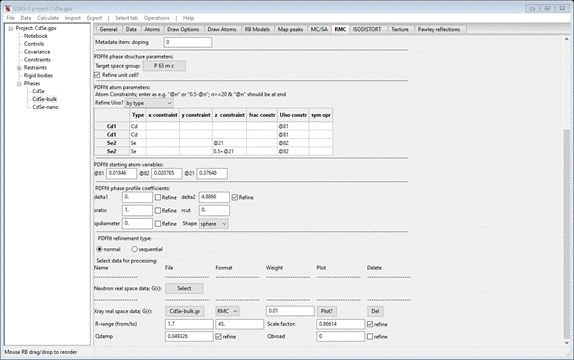 GSAS-II project: CdSe.gpx
File Data Calculate Import Export | Select tab Operations | Help
Project: CdSe.gpx
Notebook
Controls
Covariance
Constraints
Restraints
Rigid bodies
Phases
CdSe
CdSe-bulk
CdSe-nano
General Data Atoms Draw Options Draw Atoms RB Models Map peaks MC/SA RMC ISODISTORT Texture Pawley reflections
Metadata item: doping 0
PDFfit phase structure parameters:
Target space group: P 63 m c
Refine unit cell?
PDFfit atom parameters:
Atom Constraints; enter as e.g. "@n" or "0.5-@n"; n>=20 & "@n" should be at end
Refine Uiso? by type
Type x constraint y constraint z constraint frac constr Uiso constr sym opr
Cd1 Cd @81
Cd1 Cd @81
Se2 Se @21 @82
Se2 Se 0.5+@21 @82
PDFfit starting atom variables:
@81 0.01846 @82 0.020765 @21 0.37648
PDFfit phase profile coefficients:
delta1 0. Refine delta2 4.8866 Refine
sratio 1. Refine rcut 0.
spdiameter 0. Refine Shape sphere
PDFfit refinement type:
normal sequential
Select data for processing:
Name File Format Weight Plot Delete
Neutron real space data; G(r): Select
Xray real space data; G(r): CdSe-bulk.gr RMC 0.01 Plot? Del
R-range (from/to) 1.7 45. Scale factor: 0.86614 refine
Qdamp 0.049326 refine Qbroad 0 refine
Mouse RB drag/drop to reorder